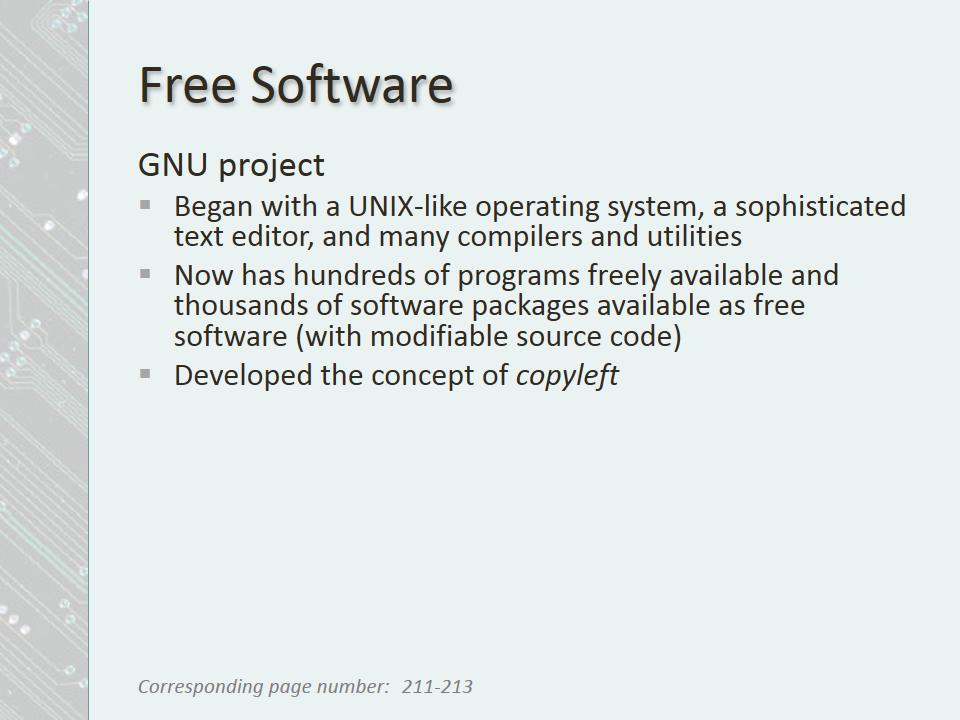 Free Software
GNU project
▪ Began with a UNIX-like operating system, a sophisticated
text editor, and many compilers and utilities
▪ Now has hundreds of programs freely available and
thousands of software packages available as free
software (with modifiable source code)
▪ Developed the concept of copyleft
Corresponding page number: 211-213